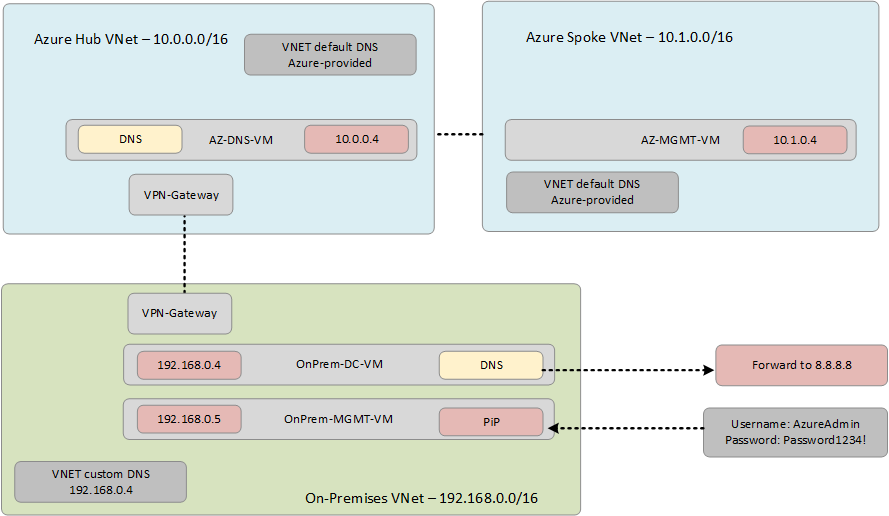 Azure Hub VNet – 10.0.0.0/16
VNET default DNS
Azure-provided
DNS
AZ-DNS-VM
10.0.0.4
VPN-Gateway
Azure Spoke VNet – 10.1.0.0/16
AZ-MGMT-VM
10.1.0.4
VNET default DNS
Azure-provided
VPN-Gateway
192.168.0.4
OnPrem-DC-VM
DNS
Forward to 8.8.8.8
192.168.0.5
OnPrem-MGMT-VM
PiP
Username: AzureAdmin
Password: Password1234!
VNET custom DNS
192.168.0.4
On-Premises VNet – 192.168.0.0/16